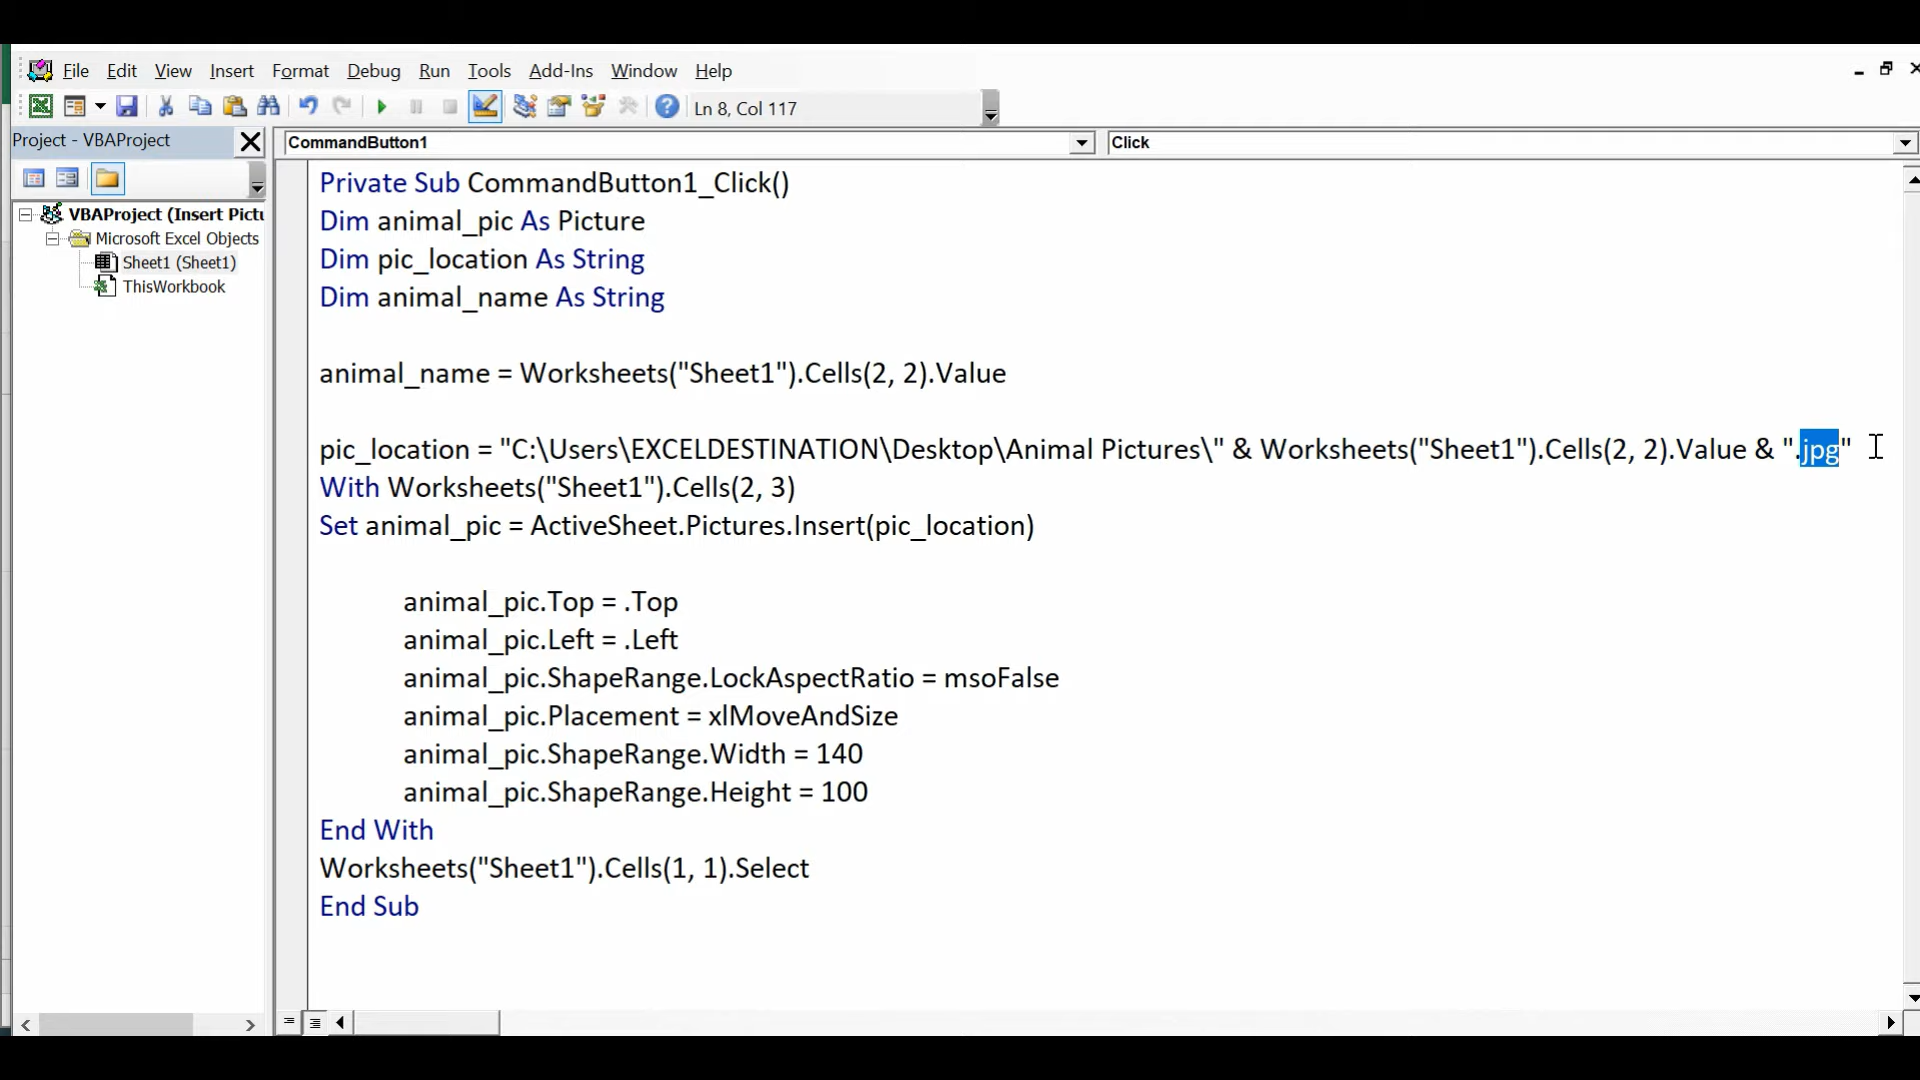 File Edit View Insert Format Debug Run Tools Add-Ins Window Help
Ln 8, Col 117
Project - VBAProject
CommandButton1
Click
VBAProject (Insert Pictu
Microsoft Excel Objects
Sheet1 (Sheet1)
ThisWorkbook
Private Sub CommandButton1_Click()
Dim animal_pic As Picture
Dim pic_location As String
Dim animal_name As String
animal_name = Worksheets("Sheet1").Cells(2, 2).Value
pic_location = "C:\Users\EXCELDESTINATION\Desktop\Animal Pictures\" & Worksheets("Sheet1").Cells(2, 2).Value & ".jpg"
With Worksheets("Sheet1").Cells(2, 3)
Set animal_pic = ActiveSheet.Pictures.Insert(pic_location)
animal_pic.Top = .Top
animal_pic.Left = .Left
animal_pic.ShapeRange.LockAspectRatio = msoFalse
animal_pic.Placement = xlMoveAndSize
animal_pic.ShapeRange.Width = 140
animal_pic.ShapeRange.Height = 100
End With
Worksheets("Sheet1").Cells(1, 1).Select
End Sub